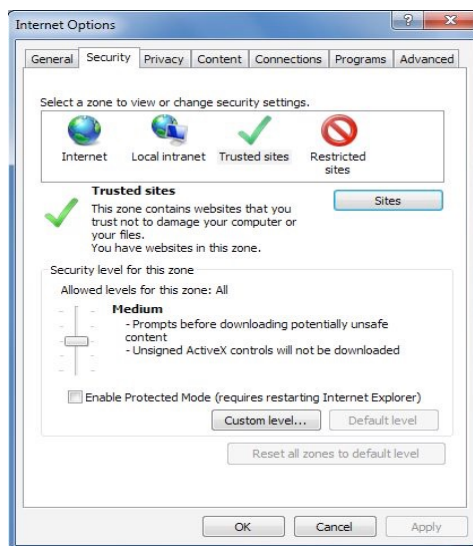 Internet Options
?
X
General Security Privacy Content Connections Programs Advanced
Select a zone to view or change security settings.
Internet Local intranet Trusted sites Restricted
sites
Trusted sites
Sites
This zone contains websites that you
trust not to damage your computer or
your files.
You have websites in this zone.
Security level for this zone
Allowed levels for this zone: All
Medium
- Prompts before downloading potentially unsafe
content
- Unsigned ActiveX controls will not be downloaded
Enable Protected Mode (requires restarting Internet Explorer)
Custom level... Default level
Reset all zones to default level
OK Cancel Apply